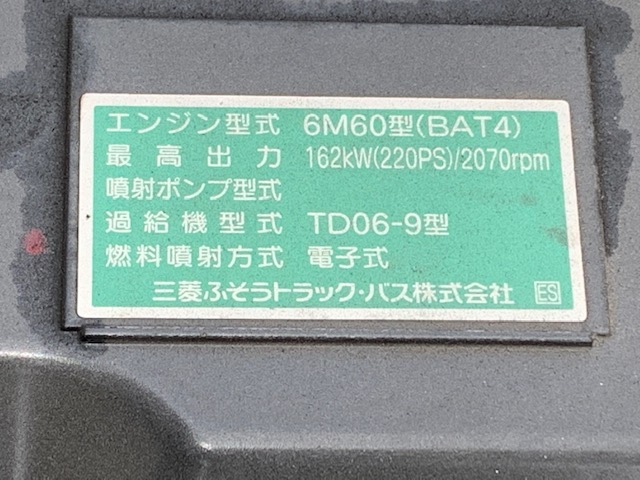 エンジン型式 6M60型(BAT4)
最高出力 162kW(220PS)/2070rpm
噴射ポンプ型式
過給機型式 TD06-9型
燃料噴射方式 電子式
三菱ふそうトラック・バス株式会社 ES